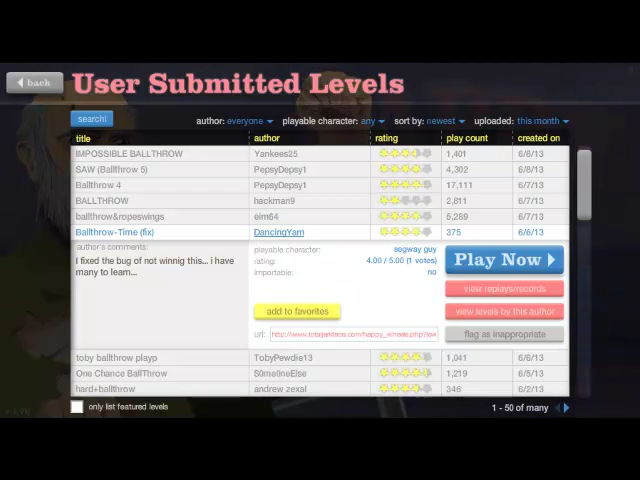 back
User Submitted Levels
search!
author: everyone playable character: any sort by: newest uploaded: this month
title author rating play count created on
IMPOSSIBLE BALLTHROW Yankees25 1,401 6/8/13
SAW (Ballthrow 5) PepsyDepsy1 4,302 6/8/13
Ballthrow 4 PepsyDepsy1 17,111 6/7/13
BALLTHROW hackman9 2,811 6/7/13
ballthrow&ropeswings eim64 5,289 6/7/13
Ballthrow-Time (fix) DancingYam 375 6/6/13
author's comments:
I fixed the bug of not winnig this... i have
many to learn...
playable character: segway guy
rating: 4.00 / 5.00 (1 votes)
importable: no
add to favorites
url: http://www.totaljerkface.com/happy_wheels.php?lev
Play Now
view replays/records
view levels by this author
flag as inappropriate
toby ballthrow playp TobyPewdie13 1,041 6/6/13
One Chance BallThrow S0me0neElse 1,219 6/5/13
hard+ballthrow andrew zexal 346 6/2/13
only list featured levels
1 - 50 of many